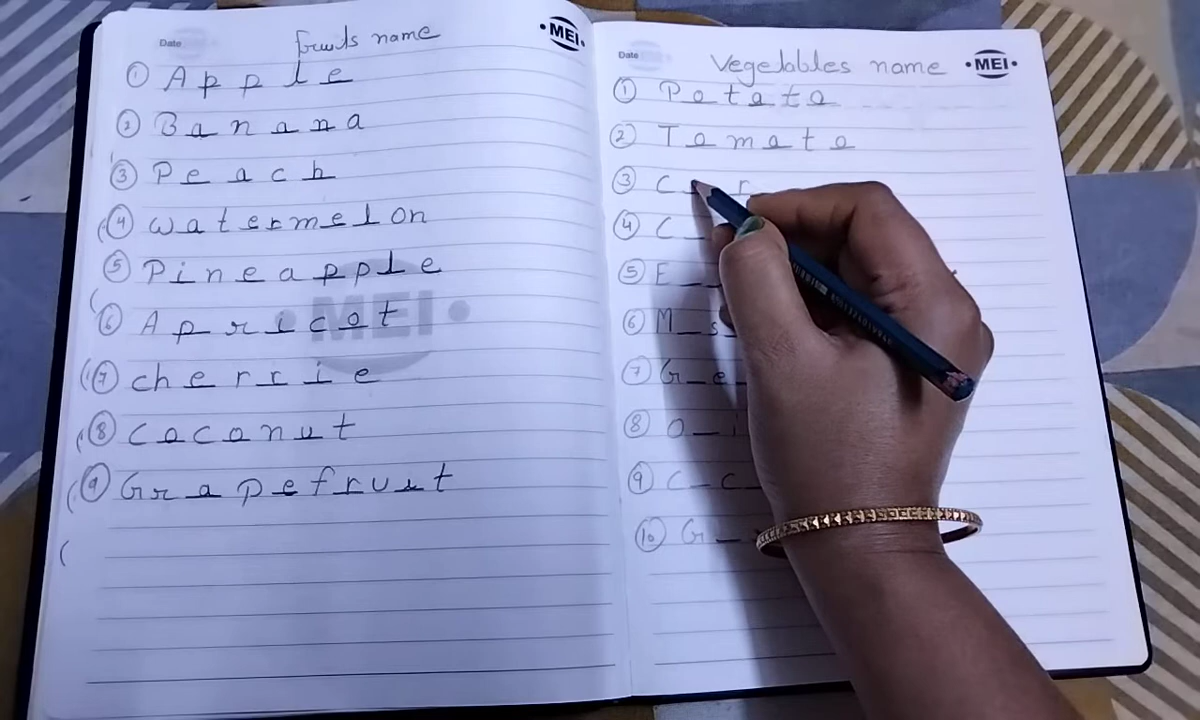 Date
Fruits name
MEI
① Apple
② Banana
③ Peach
④ watermelon
⑤ Pineapple
⑥ Apricot
⑦ cherrie
⑧ coconut
⑨ Grapefruit
MEI
Date
Vegetables name
MEI
① Potato
② Tomato
③ C _ r _
④ C _
⑤ E _ _
⑥ M _ s
⑦ G _ e
⑧ O _ i
⑨ C _ c _
⑩ G _